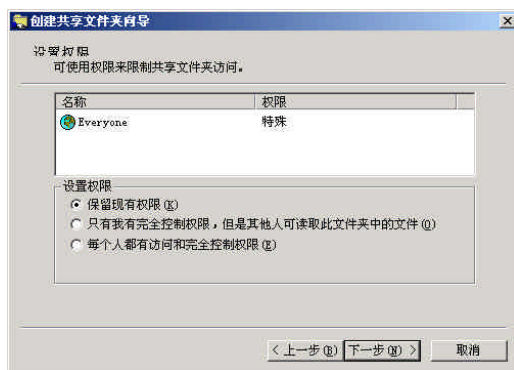 创建共享文件夹向导
设置权限
可使用权限来限制共享文件夹访问。
名称 权限
Everyone 特殊
设置权限
保留现有权限(K)
只有我有完全控制权限，但是其他人可读取此文件夹中的文件(O)
每个人都有访问和完全控制权限(E)
< 上一步(B) 下一步(N) > 取消